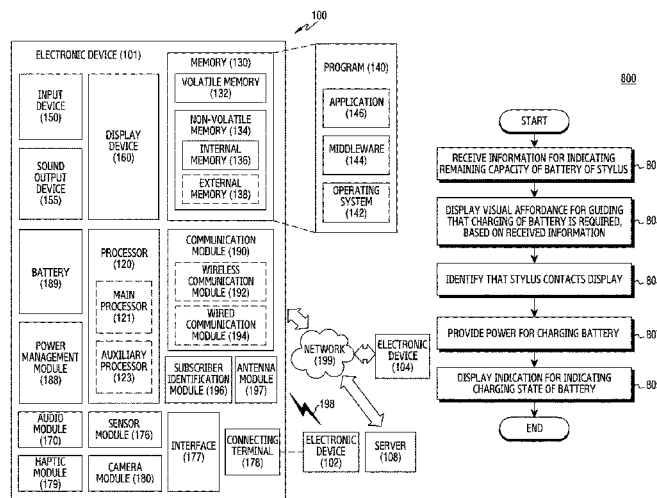 100
ELECTRONIC DEVICE (101)
INPUT
DEVICE
(150)
SOUND
OUTPUT
DEVICE
(155)
DISPLAY
DEVICE
(160)
MEMORY (130)
VOLATILE MEMORY
(132)
NON-VOLATILE
MEMORY (134)
INTERNAL
MEMORY (136)
EXTERNAL
MEMORY (138)
PROGRAM (140)
APPLICATION
(146)
MIDDLEWARE
(144)
OPERATING
SYSTEM
(142)
BATTERY
(189)
POWER
MANAGEMENT
MODULE
(188)
PROCESSOR
(120)
MAIN
PROCESSOR
(121)
AUXILIARY
PROCESSOR
(123)
COMMUNICATION
MODULE (190)
WIRELESS
COMMUNICATION
MODULE (192)
WIRED
COMMUNICATION
MODULE (194)
SUBSCRIBER
IDENTIFICATION
MODULE (196)
ANTENNA
MODULE
(197)
AUDIO
MODULE
(170)
SENSOR
MODULE (176)
HAPTIC
MODULE
(179)
CAMERA
MODULE (180)
INTERFACE
(177)
CONNECTING
TERMINAL
(178)
NETWORK
(199)
198
ELECTRONIC
DEVICE
(104)
ELECTRONIC
DEVICE
(102)
SERVER
(108)
800
START
RECEIVE INFORMATION FOR INDICATING
REMAINING CAPACITY OF BATTERY OF STYLUS
80
DISPLAY VISUAL AFFORDANCE FOR GUIDING
THAT CHARGING OF BATTERY IS REQUIRED,
BASED ON RECEIVED INFORMATION
80
IDENTIFY THAT STYLUS CONTACTS DISPLAY
80
PROVIDE POWER FOR CHARGING BATTERY
80
DISPLAY INDICATION FOR INDICATING
CHARGING STATE OF BATTERY
80
END